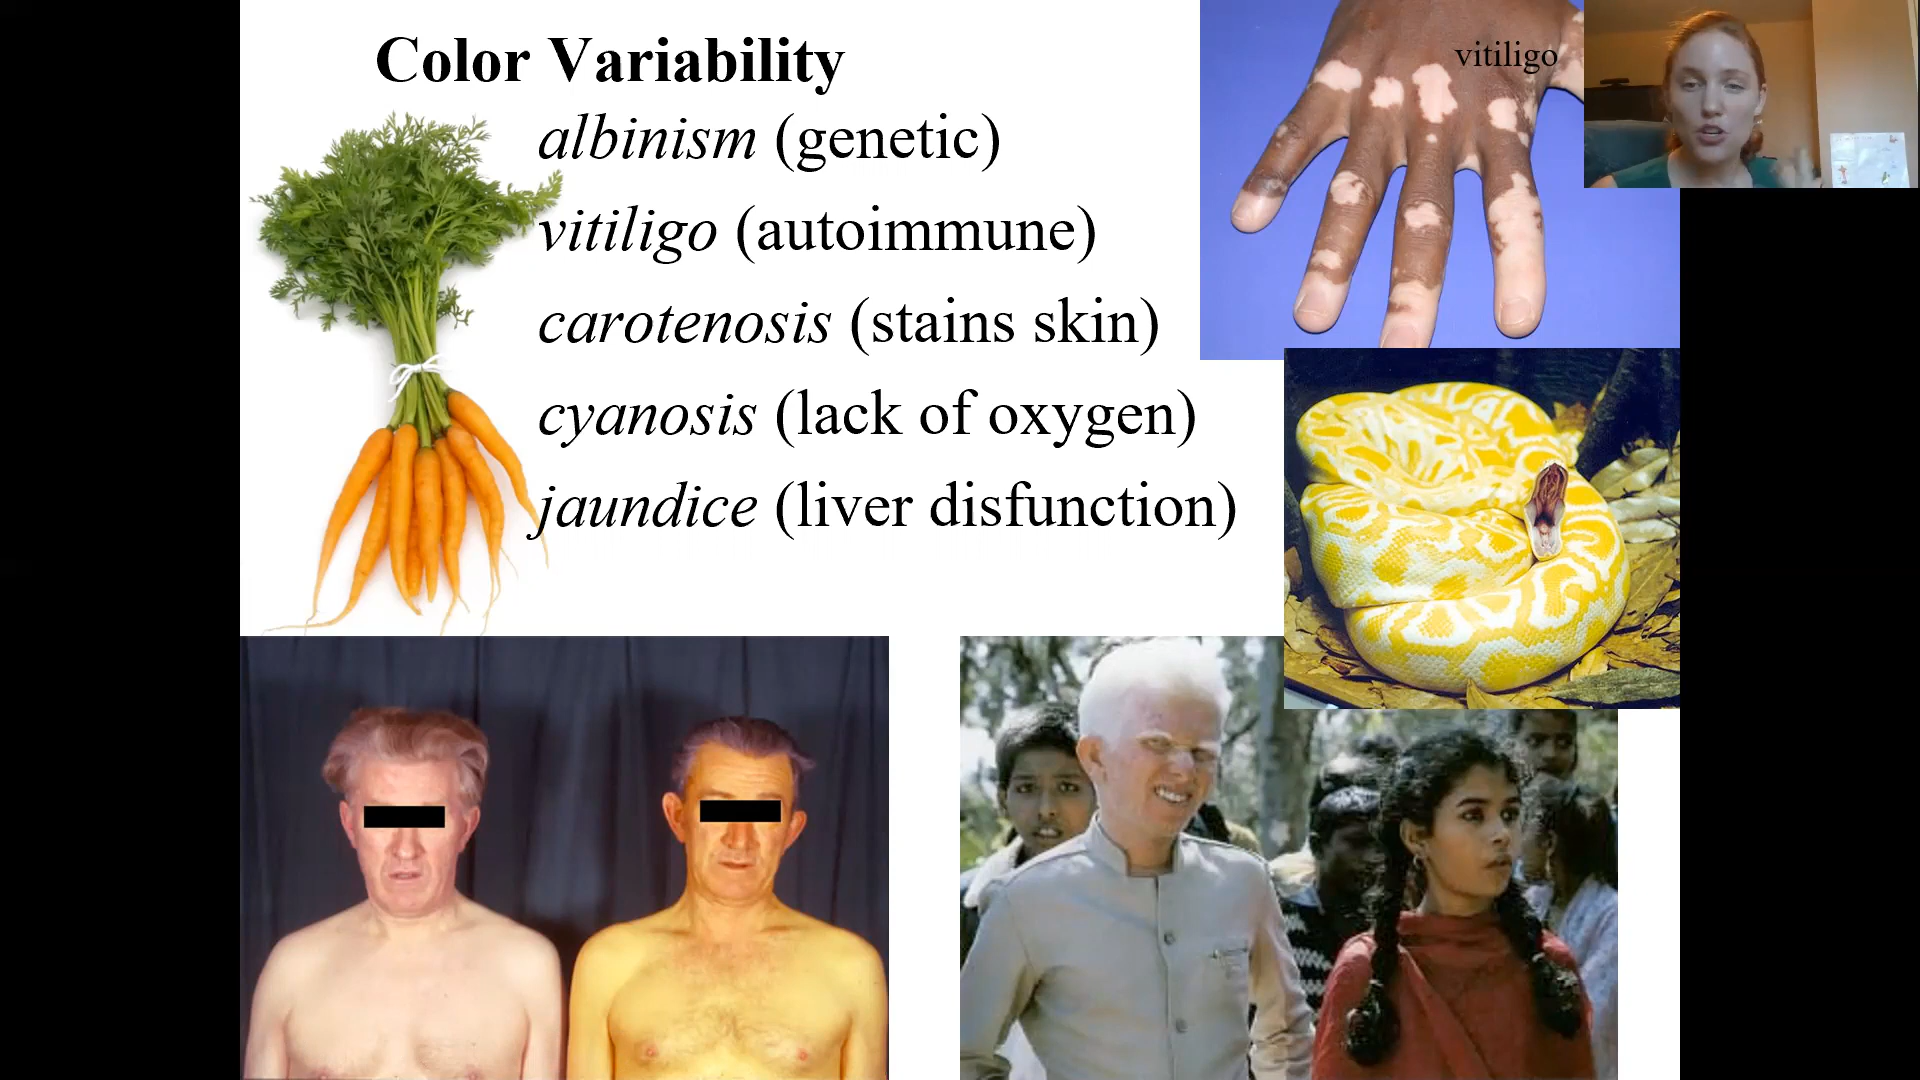 Color Variability
albinism (genetic)
vitiligo (autoimmune)
carotenosis (stains skin)
cyanosis (lack of oxygen)
jaundice (liver disfunction)
vitiligo